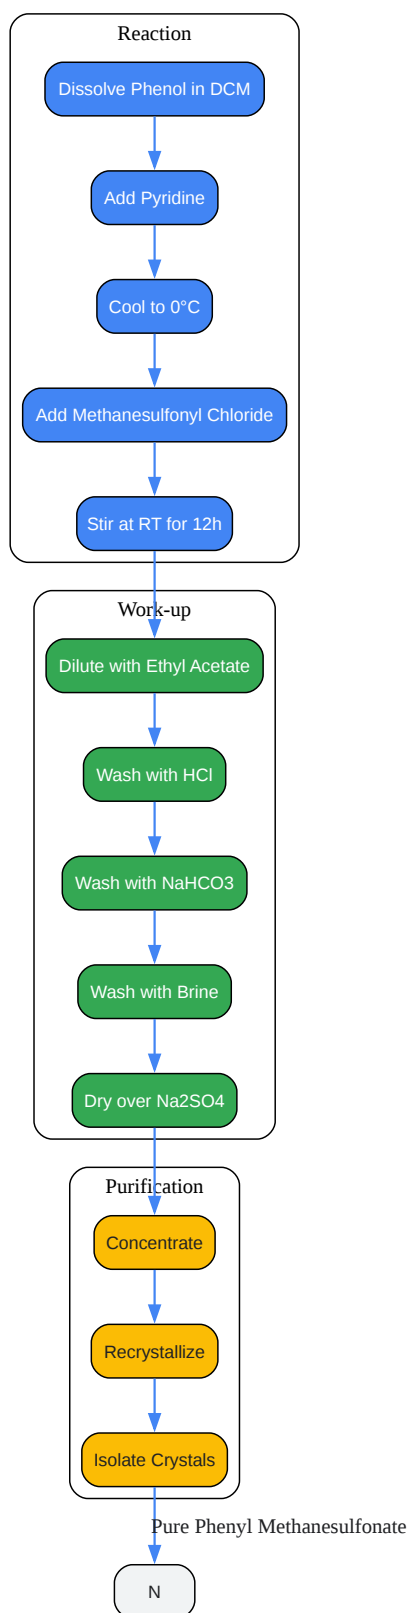 Reaction
Dissolve Phenol in DCM
Add Pyridine
Cool to 0°C
Add Methanesulfonyl Chloride
Stir at RT for 12h
Work-up
Dilute with Ethyl Acetate
Wash with HCl
Wash with NaHCO3
Wash with Brine
Dry over Na2SO4
Purification
Concentrate
Recrystallize
Isolate Crystals
Pure Phenyl Methanesulfonate
N